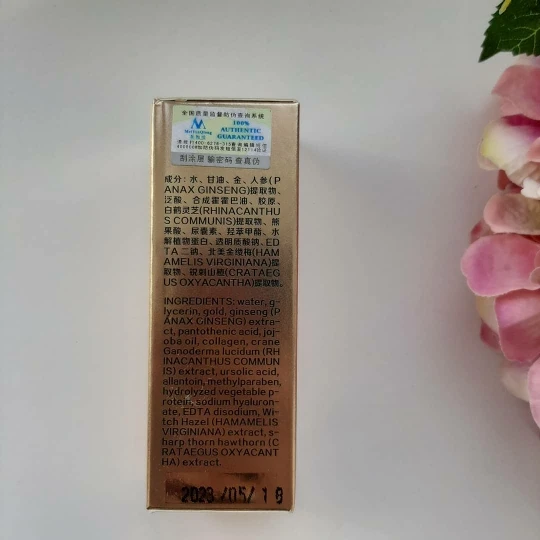 全国质量监督防伪查询系统
100%
AUTHENTIC
GUARANTEED
刮涂层 输密码 查真伪
成分: 水、甘油、金、人参(P
ANAX GINSENG)提取物、
泛酸、合成霍霍巴油、胶原、
白鹤灵芝(RHINACANTHU
S COMMUNIS)提取物、熊
果酸、尿囊素、羟苯甲酯、水
解植物蛋白、透明质酸钠、ED
TA 二钠、北美金缕梅(HAM
AMELIS VIRGINIANA)提
取物、锐刺山楂(CRATAEG
US OXYACANTHA)提取物。
INGREDIENTS: water, g-
lycerin, gold, ginseng (P
ANAX GINSENG) extra-
ct, pantothenic acid, joj-
oba oil, collagen, crane
Ganoderma lucidum (RH
INACANTHUS COMMUN
IS) extract, ursolic acid,
allantoin, methylparaben,
hydrolyzed vegetable p-
rotein, sodium hyaluron-
ate, EDTA disodium, Wi-
tch Hazel (HAMAMELIS
VIRGINIANA) extract, s-
harp thorn hawthorn (C
RATAEGUS OXYACANT
HA) extract.
2023/05/18